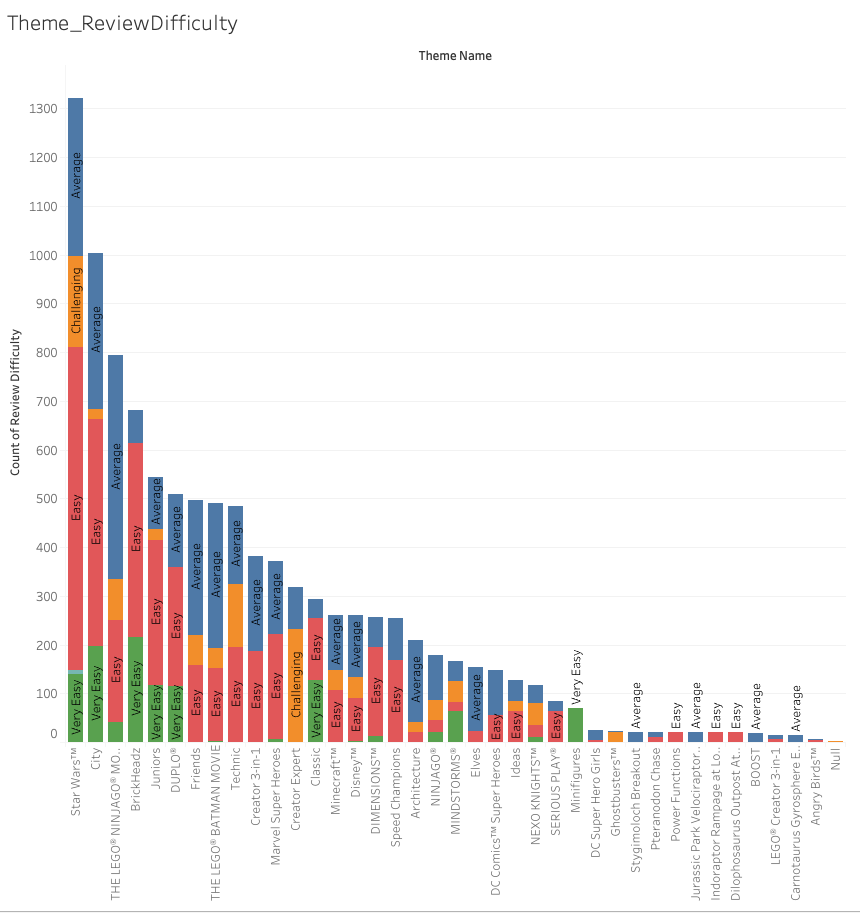 Theme_ReviewDifficulty
Theme Name
Count of Review Difficulty
1300
1200
1100
1000
900
800
700
600
500
400
300
200
100
0
Average
Challenging
Easy
Very Easy
Average
Easy
Very Easy
Average
Easy
Easy
Very Easy
Average
Easy
Very Easy
Average
Easy
Very Easy
Average
Easy
Average
Easy
Average
Easy
Average
Easy
Average
Easy
Challenging
Easy
Very Easy
Average
Easy
Average
Easy
Easy
Easy
Average
Average
Easy
Easy
Easy
Very Easy
Average
Easy
Average
Easy
Easy
Average
Average
Star Wars™
City
THE LEGO® NINJAGO® MO..
BrickHeadz
Juniors
DUPLO®
Friends
THE LEGO® BATMAN MOVIE
Technic
Creator 3-in-1
Marvel Super Heroes
Creator Expert
Classic
Minecraft™
Disney™
DIMENSIONS™
Speed Champions
Architecture
NINJAGO®
MINDSTORMS®
Elves
DC Comics™ Super Heroes
Ideas
NEXO KNIGHTS™
SERIOUS PLAY®
Minifigures
DC Super Hero Girls
Ghostbusters™
Stygimoloch Breakout
Pteranodon Chase
Power Functions
Jurassic Park Velociraptor ..
Indoraptor Rampage at Lo..
Dilophosaurus Outpost At..
BOOST
LEGO® Creator 3-in-1
Carnotaurus Gyrosphere E..
Angry Birds™
Null